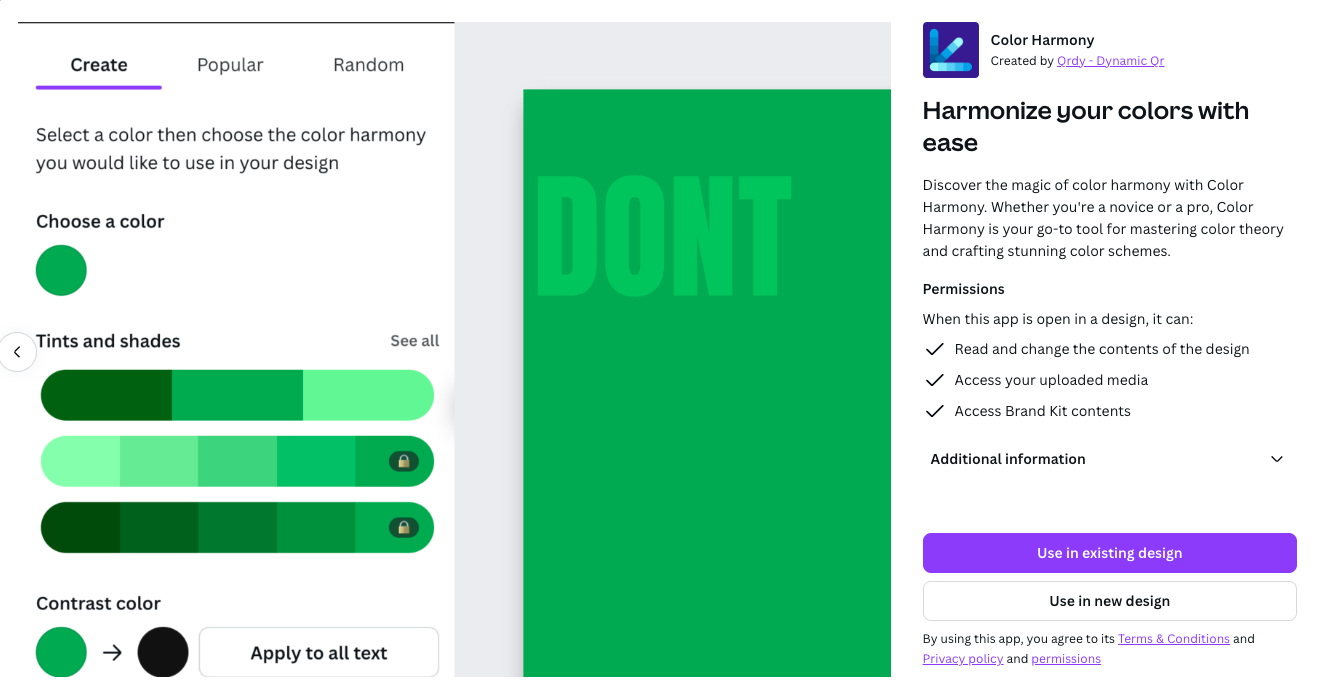 Create
Popular
Random
Select a color then choose the color harmony
you would like to use in your design
Choose a color
Tints and shades
See all
Contrast color
Apply to all text
DONT
Color Harmony
Created by Qrdy - Dynamic Qr
Harmonize your colors with
ease
Discover the magic of color harmony with Color
Harmony. Whether you're a novice or a pro, Color
Harmony is your go-to tool for mastering color theory
and crafting stunning color schemes.
Permissions
When this app is open in a design, it can:
Read and change the contents of the design
Access your uploaded media
Access Brand Kit contents
Additional information
Use in existing design
Use in new design
By using this app, you agree to its Terms & Conditions and
Privacy policy and permissions